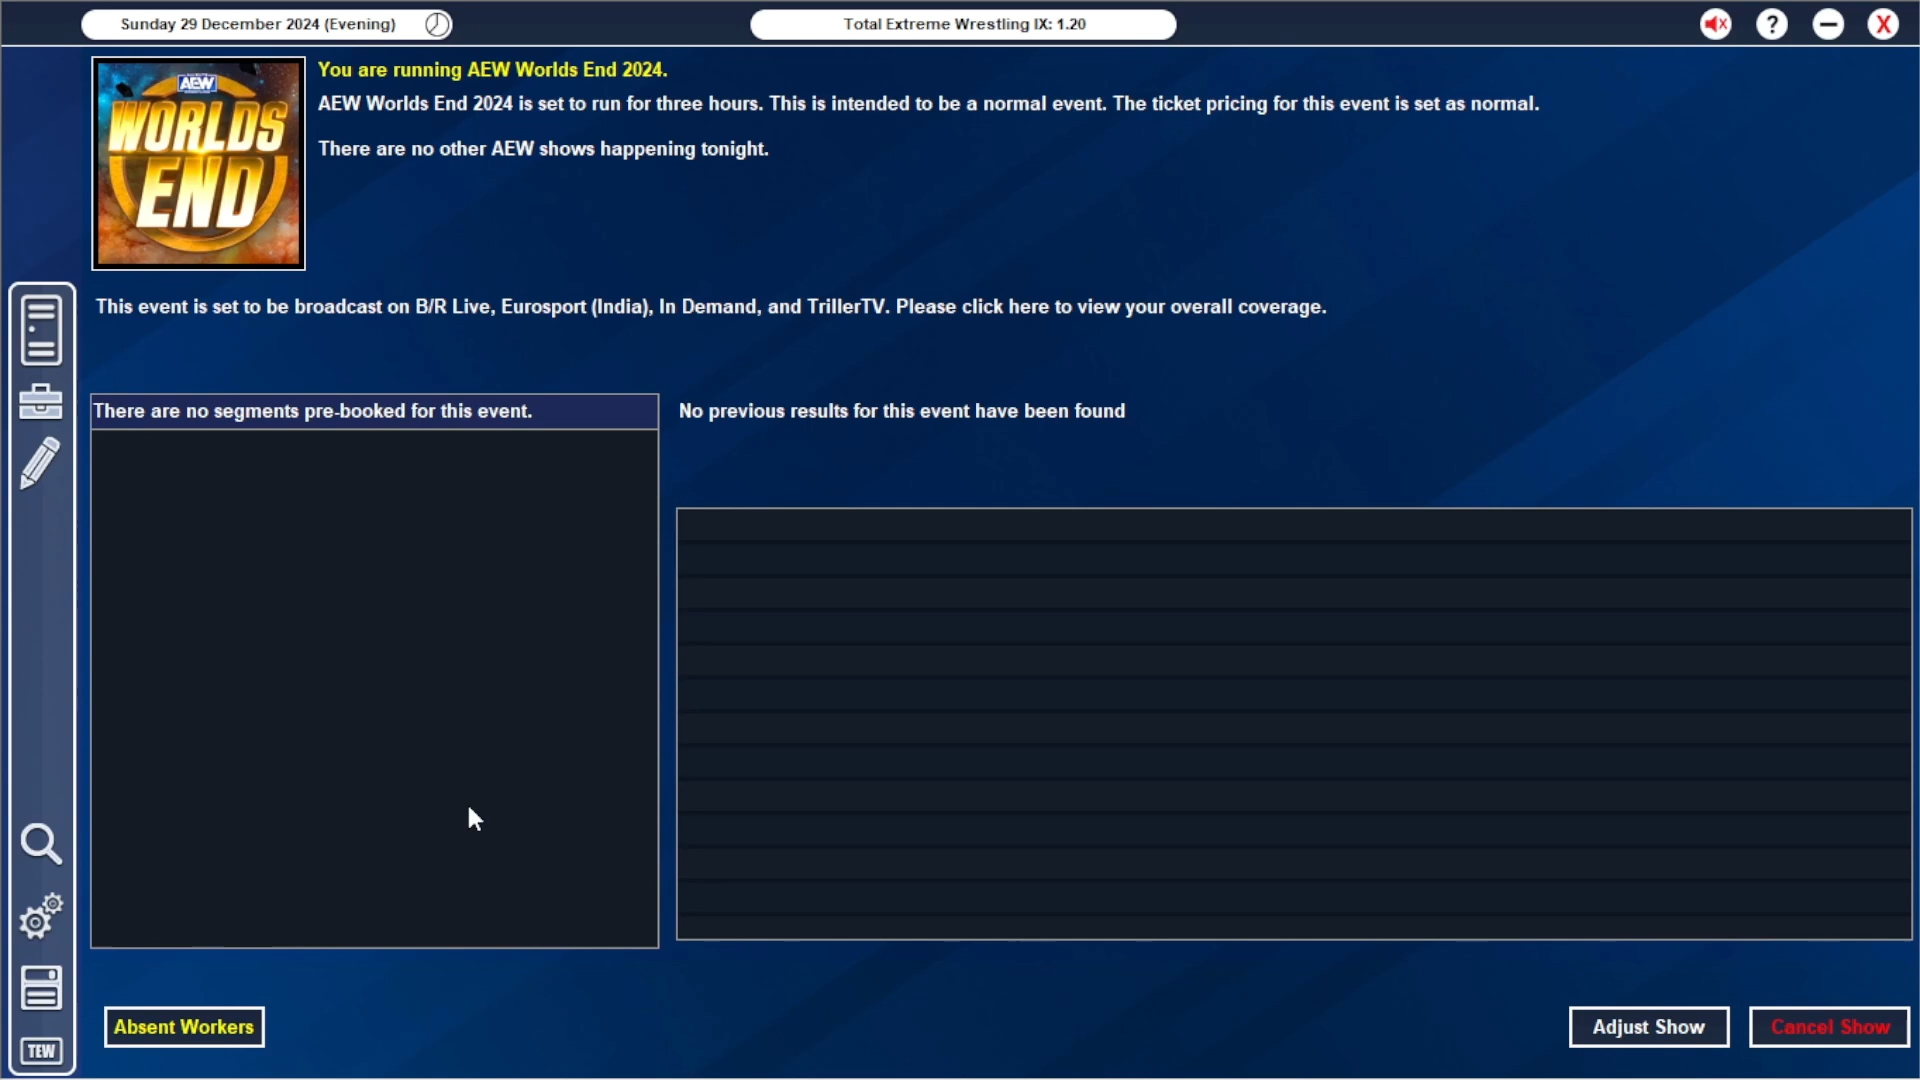 Sunday 29 December 2024 (Evening)
Total Extreme Wrestling IX: 1.20
?
X
AEW
WORLDS
END
You are running AEW Worlds End 2024.
AEW Worlds End 2024 is set to run for three hours. This is intended to be a normal event. The ticket pricing for this event is set as normal.
There are no other AEW shows happening tonight.
This event is set to be broadcast on B/R Live, Eurosport (India), In Demand, and TrillerTV. Please click here to view your overall coverage.
There are no segments pre-booked for this event.
No previous results for this event have been found
Absent Workers
Adjust Show
Cancel Show
TEW